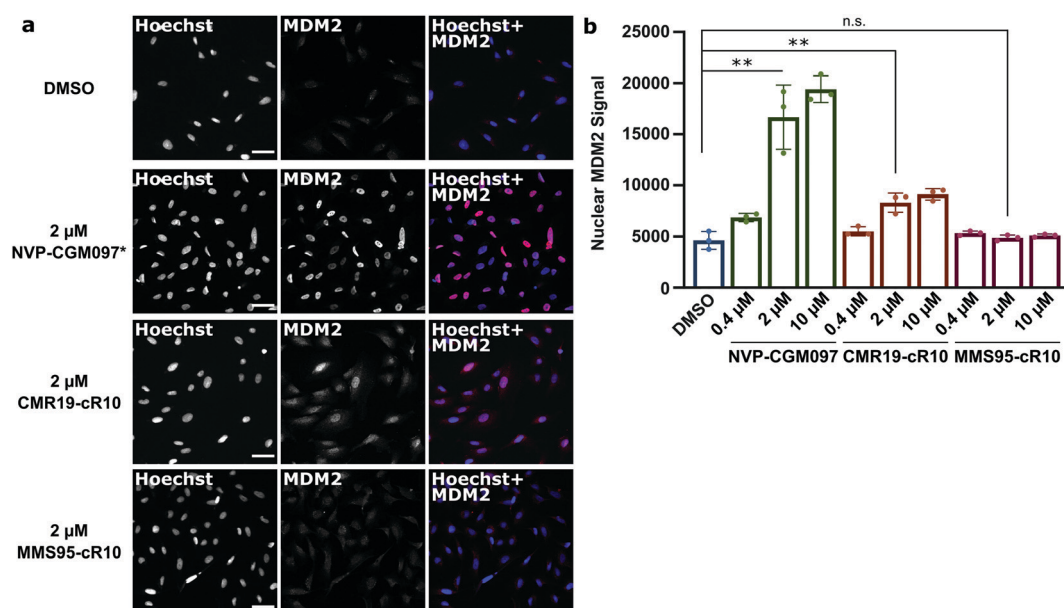 a
Hoechst
MDM2
Hoechst+
MDM2
DMSO
Hoechst
MDM2
Hoechst+
MDM2
2 µM
NVP-CGM097*
Hoechst
MDM2
Hoechst+
MDM2
2 µM
CMR19-cR10
Hoechst
MDM2
Hoechst+
MDM2
2 µM
MMS95-cR10
b
n.s.
**
**
25000
20000
15000
10000
5000
0
Nuclear MDM2 Signal
DMSO
0.4 µM
2 µM
10 µM
0.4 µM
2 µM
10 µM
0.4 µM
2 µM
10 µM
NVP-CGM097
CMR19-cR10
MMS95-cR10